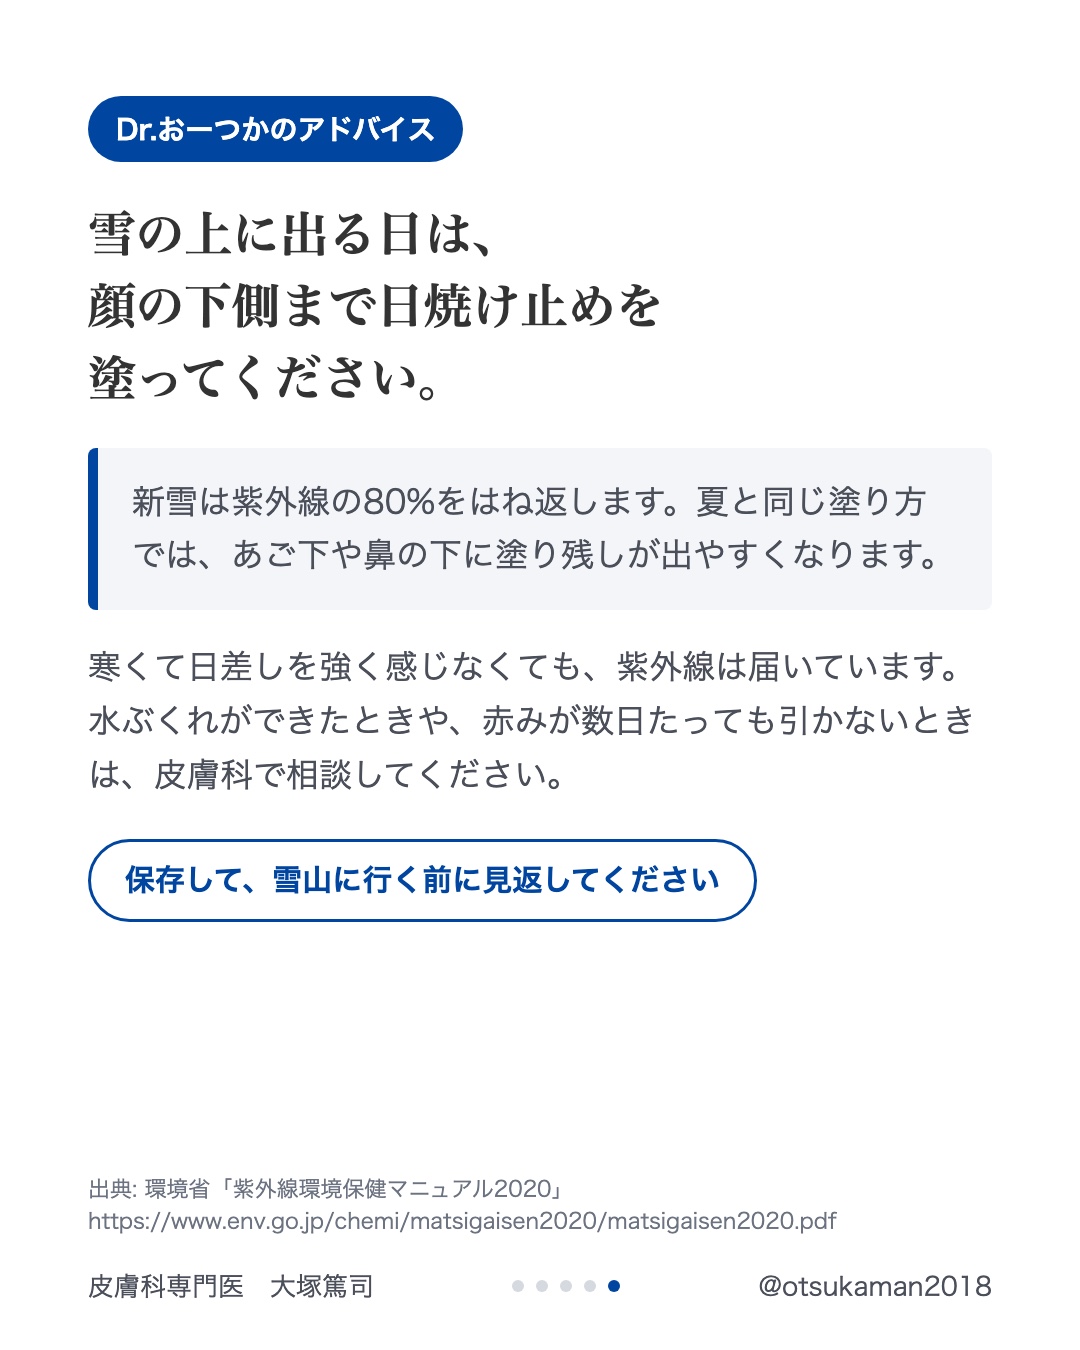 Dr.おーつかのアドバイス
雪の上に出る日は、
顔の下側まで日焼け止めを
塗ってください。
新雪は紫外線の80%をはね返します。夏と同じ塗り方
では、あご下や鼻の下に塗り残しが出やすくなります。
寒くて日差しを強く感じなくても、紫外線は届いています。
水ぶくれができたときや、赤みが数日たっても引かないとき
は、皮膚科で相談してください。
保存して、雪山に行く前に見返してください
出典: 環境省「紫外線環境保健マニュアル2020」
https://www.env.go.jp/chemi/matsigaisen2020/matsigaisen2020.pdf
皮膚科専門医　大塚篤司
@otsukaman2018